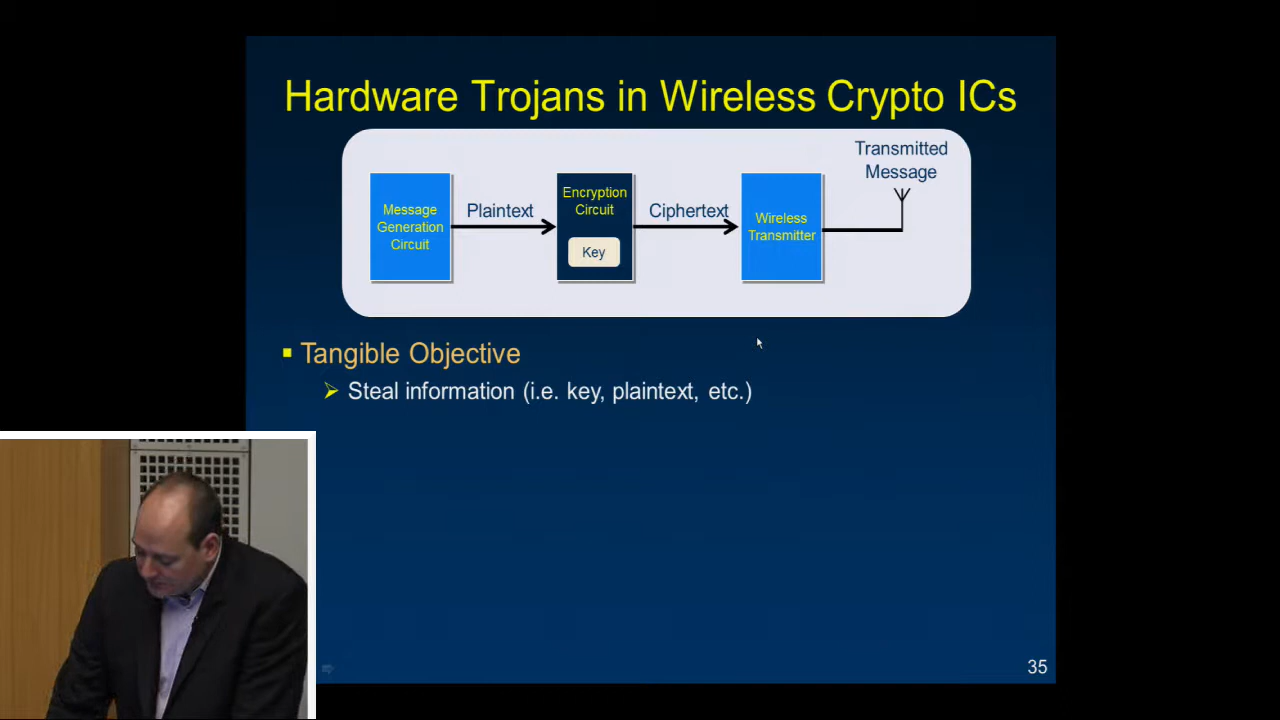 Hardware Trojans in Wireless Crypto ICs
Transmitted
Message
Message
Generation
Circuit
Plaintext
Encryption
Circuit
Key
Ciphertext
Wireless
Transmitter
Tangible Objective
Steal information (i.e. key, plaintext, etc.)
35